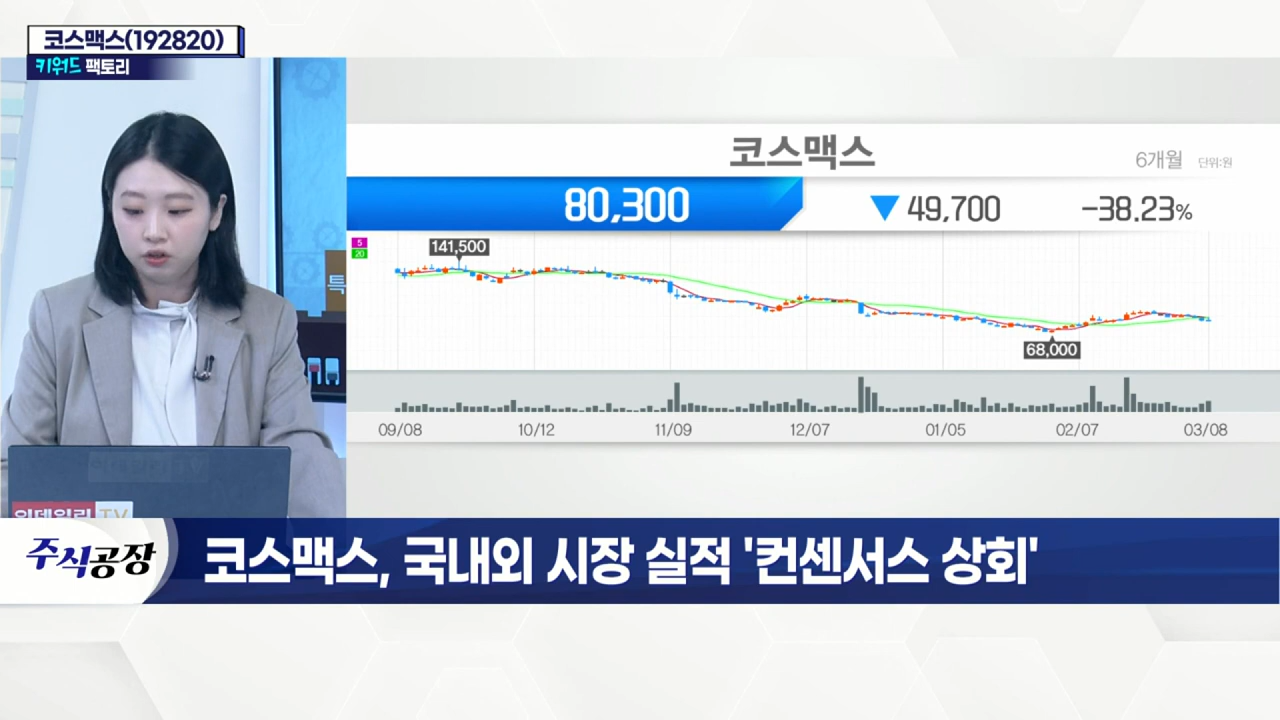 코스맥스(192820)
키워드 팩토리
코스맥스
6개월 단위:원
80,300
▼ 49,700 -38.23%
5
20
141,500
68,000
09/08 10/12 11/09 12/07 01/05 02/07 03/08
특
이데일리 TV
주식공장
코스맥스, 국내외 시장 실적 '컨센서스 상회'